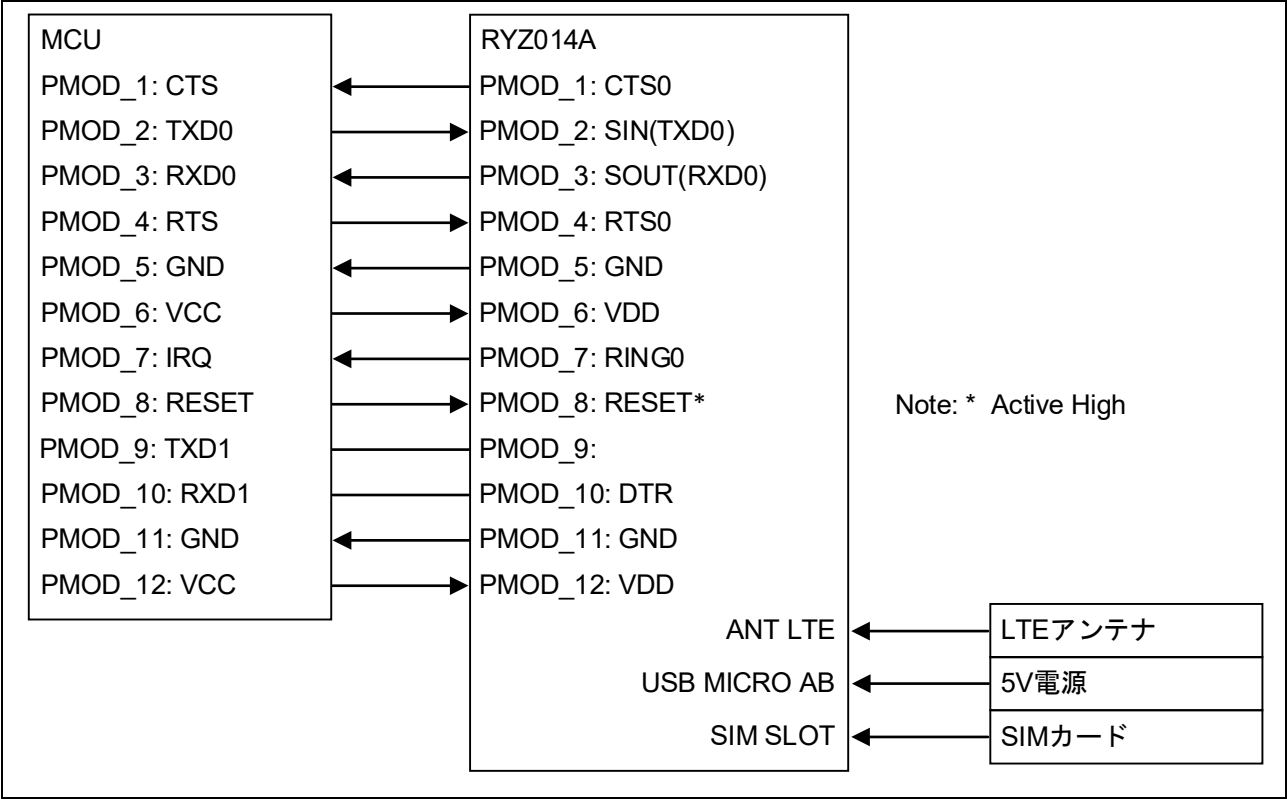 MCU
PMOD_1: CTS
PMOD_2: TXD0
PMOD_3: RXD0
PMOD_4: RTS
PMOD_5: GND
PMOD_6: VCC
PMOD_7: IRQ
PMOD_8: RESET
PMOD_9: TXD1
PMOD_10: RXD1
PMOD_11: GND
PMOD_12: VCC
RYZ014A
PMOD_1: CTS0
PMOD_2: SIN(TXD0)
PMOD_3: SOUT(RXD0)
PMOD_4: RTS0
PMOD_5: GND
PMOD_6: VDD
PMOD_7: RING0
PMOD_8: RESET*
PMOD_9:
PMOD_10: DTR
PMOD_11: GND
PMOD_12: VDD
ANT LTE
USB MICRO AB
SIM SLOT
Note: * Active High
LTEアンテナ
5V電源
SIMカード